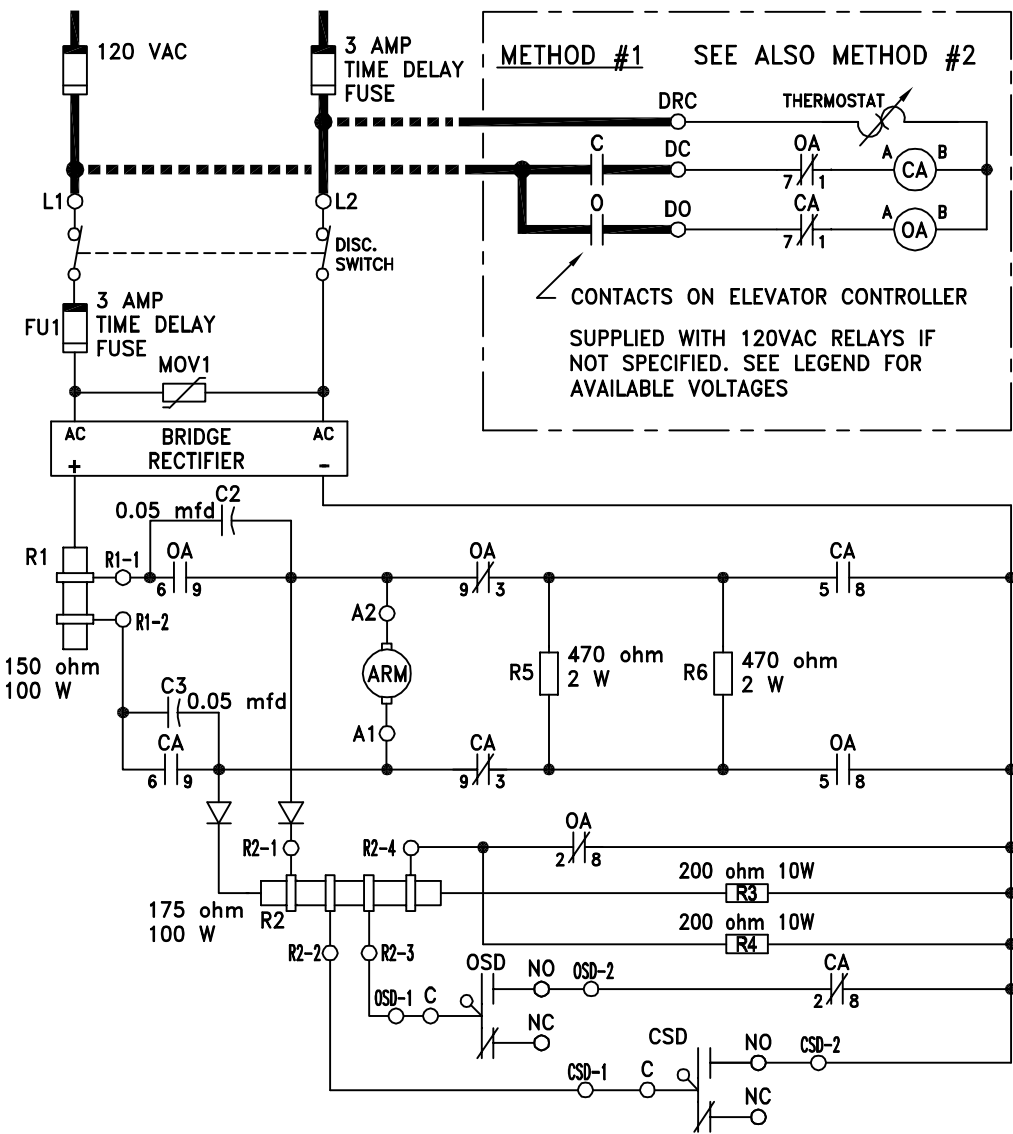 120 VAC
3 AMP
TIME DELAY
FUSE
METHOD #1
SEE ALSO METHOD #2
THERMOSTAT
DRC
C
DC
OA
7
1
A
CA
B
O
DO
CA
7
1
A
OA
B
L1
L2
DISC.
SWITCH
CONTACTS ON ELEVATOR CONTROLLER
SUPPLIED WITH 120VAC RELAYS IF
NOT SPECIFIED. SEE LEGEND FOR
AVAILABLE VOLTAGES
FU1
3 AMP
TIME DELAY
FUSE
MOV1
AC
AC
BRIDGE
RECTIFIER
+
-
C2
0.05 mfd
R1
R1-1
OA
6
9
OA
9
3
CA
5
8
R1-2
A2
150 ohm
100 W
ARM
R5
470 ohm
2 W
R6
470 ohm
2 W
C3
0.05 mfd
A1
CA
6
9
CA
9
3
OA
5
8
R2-1
R2-4
OA
2
8
200 ohm 10W
R3
175 ohm
100 W
R2
200 ohm 10W
R4
R2-2
R2-3
OSD
NO
OSD-2
CA
2
8
OSD-1
C
NC
CSD
NO
CSD-2
CSD-1
C
NC